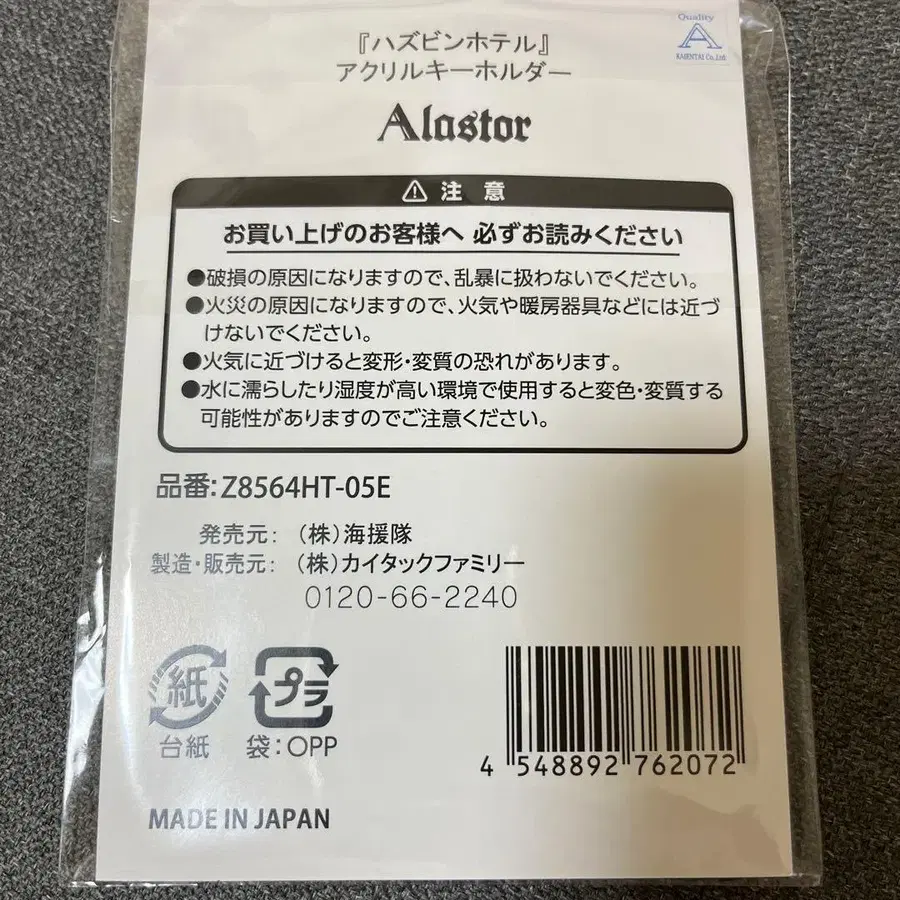 Quality
A
KAIENTAI Co.,Ltd
『ハズビンホテル』
アクリルキーホルダー
Alastor
⚠ 注 意
お買い上げのお客様へ 必ずお読みください
●破損の原因になりますので、乱暴に扱わないでください。
●火災の原因になりますので、火気や暖房器具などには近づ
けないでください。
●火気に近づけると変形・変質の恐れがあります。
●水に濡らしたり湿度が高い環境で使用すると変色・変質する
可能性がありますのでご注意ください。
品番:Z8564HT-05E
発売元: (株)海援隊
製造・販売元: (株)カイタックファミリー
0120-66-2240
紙
台紙
プラ
袋:OPP
4 548892 762072
MADE IN JAPAN